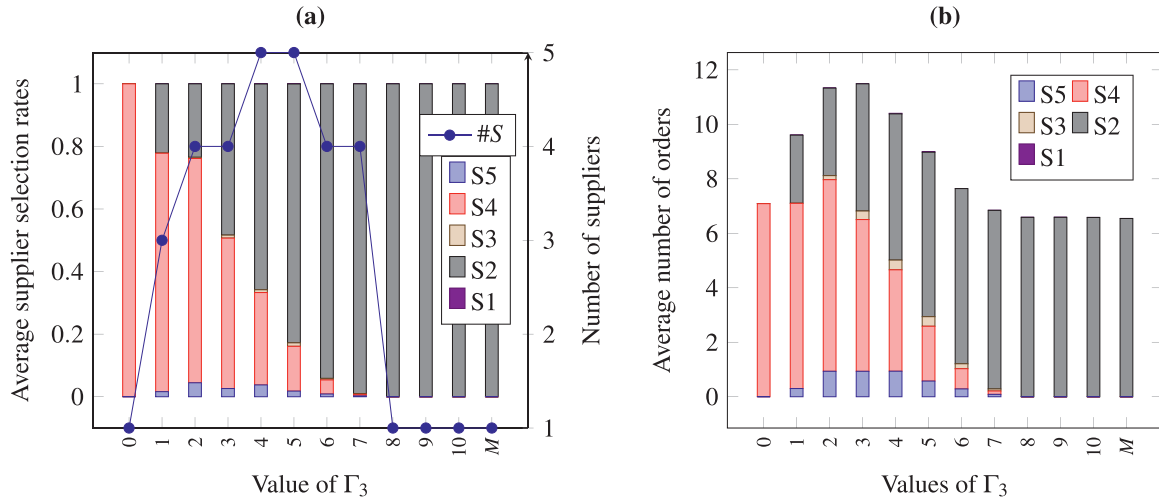 (a)
Average supplier selection rates
1
0.8
0.6
0.4
0.2
0
0 1 2 3 4 5 6 7 8 9 10 M
Value of Γ3
5
4
3
2
1
Number of suppliers
#S
S5
S4
S3
S2
S1
(b)
Average number of orders
12
10
8
6
4
2
0
0 1 2 3 4 5 6 7 8 9 10 M
Values of Γ3
S5 S4
S3 S2
S1